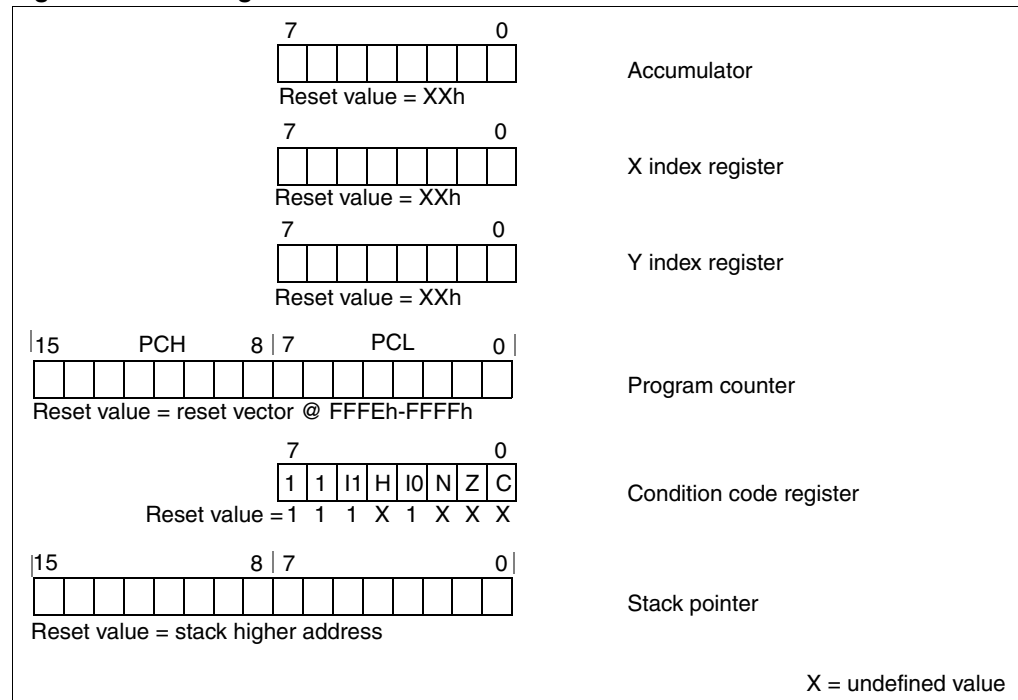 7 0
Accumulator
Reset value = XXh
7 0
X index register
Reset value = XXh
7 0
Y index register
Reset value = XXh
15 PCH 8 7 PCL 0
Program counter
Reset value = reset vector @ FFFEh-FFFFh
7 0
1 1 I1 H I0 N Z C
Condition code register
Reset value = 1 1 1 X 1 X X X
15 8 7 0
Stack pointer
Reset value = stack higher address
X = undefined value